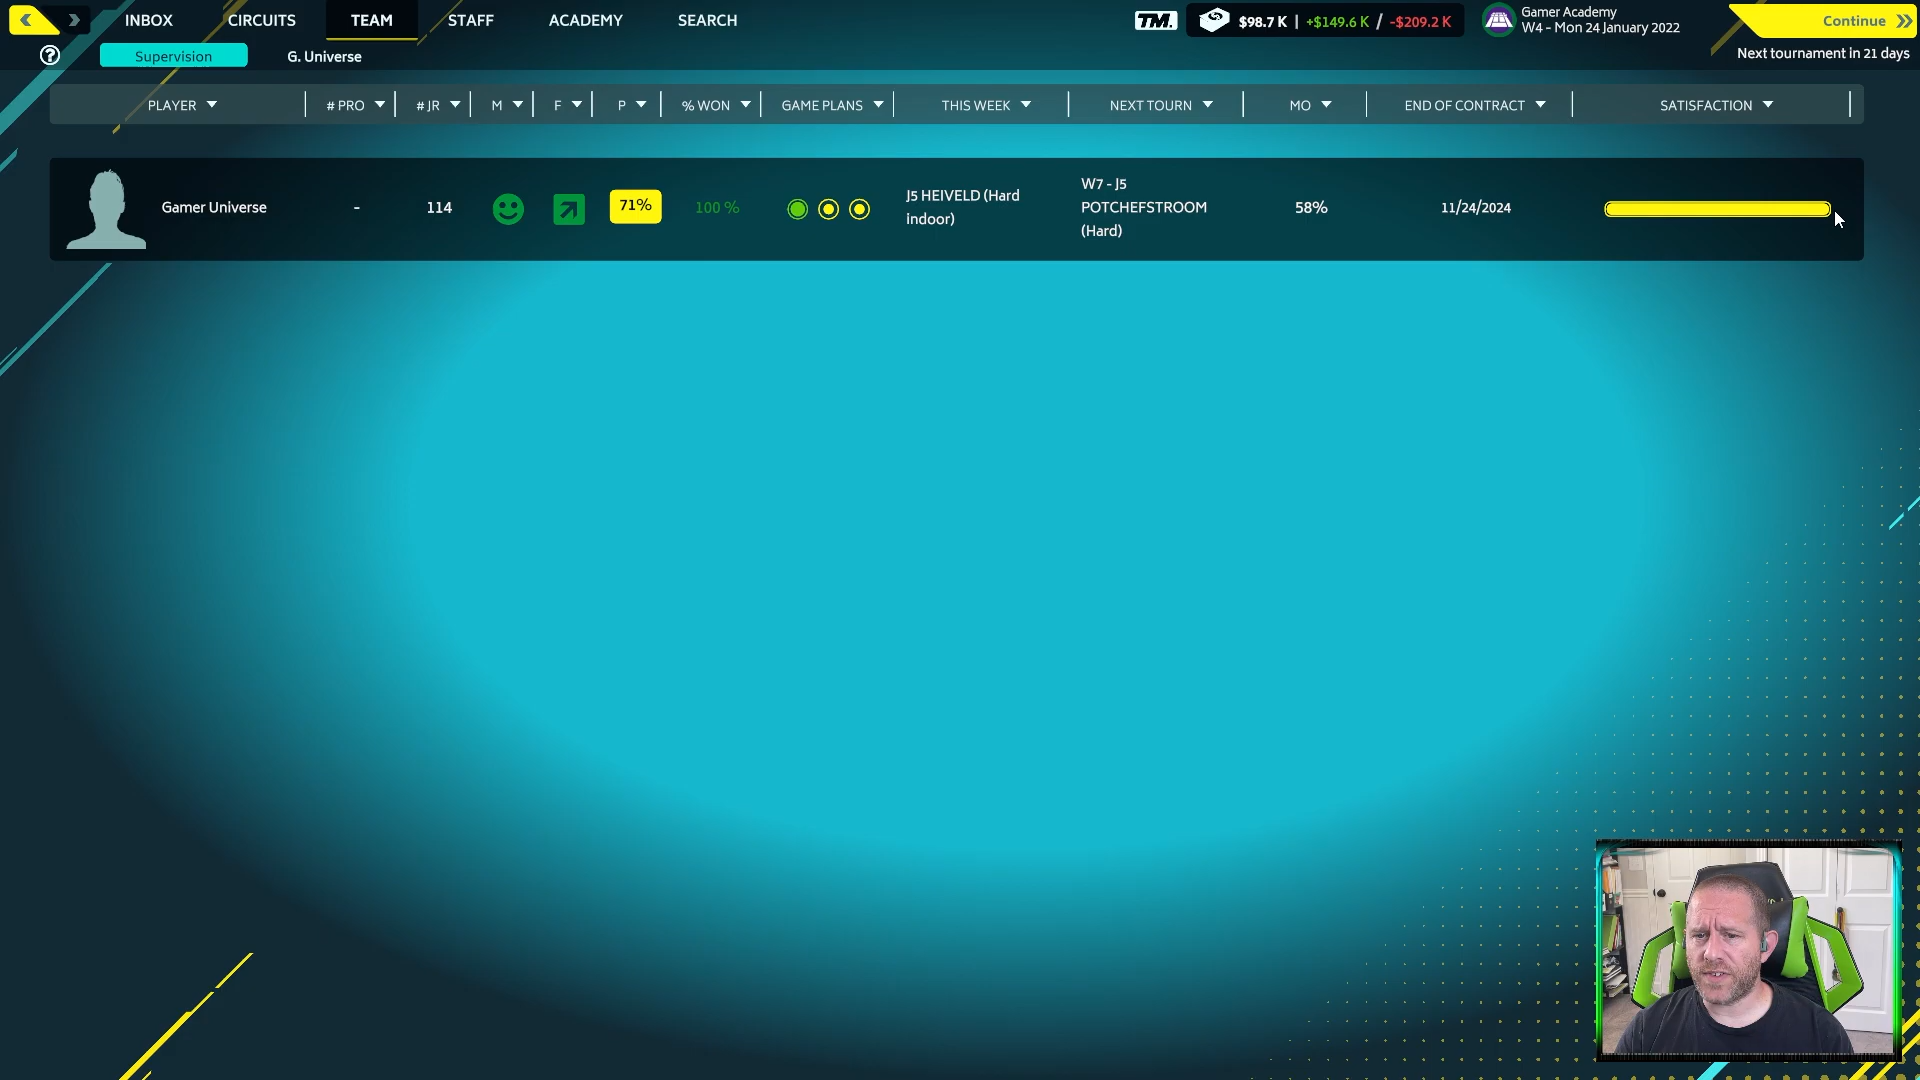 INBOX CIRCUITS TEAM STAFF ACADEMY SEARCH
TM. $98.7 K | +$149.6 K / -$209.2 K
Gamer Academy
W4 - Mon 24 January 2022
Continue
Supervision G. Universe
Next tournament in 21 days
PLAYER # PRO # JR M F P % WON GAME PLANS THIS WEEK NEXT TOURN MO END OF CONTRACT SATISFACTION
Gamer Universe - 114 71% 100 %
J5 HEIVELD (Hard
indoor)
W7 - J5
POTCHEFSTROOM
(Hard)
58% 11/24/2024